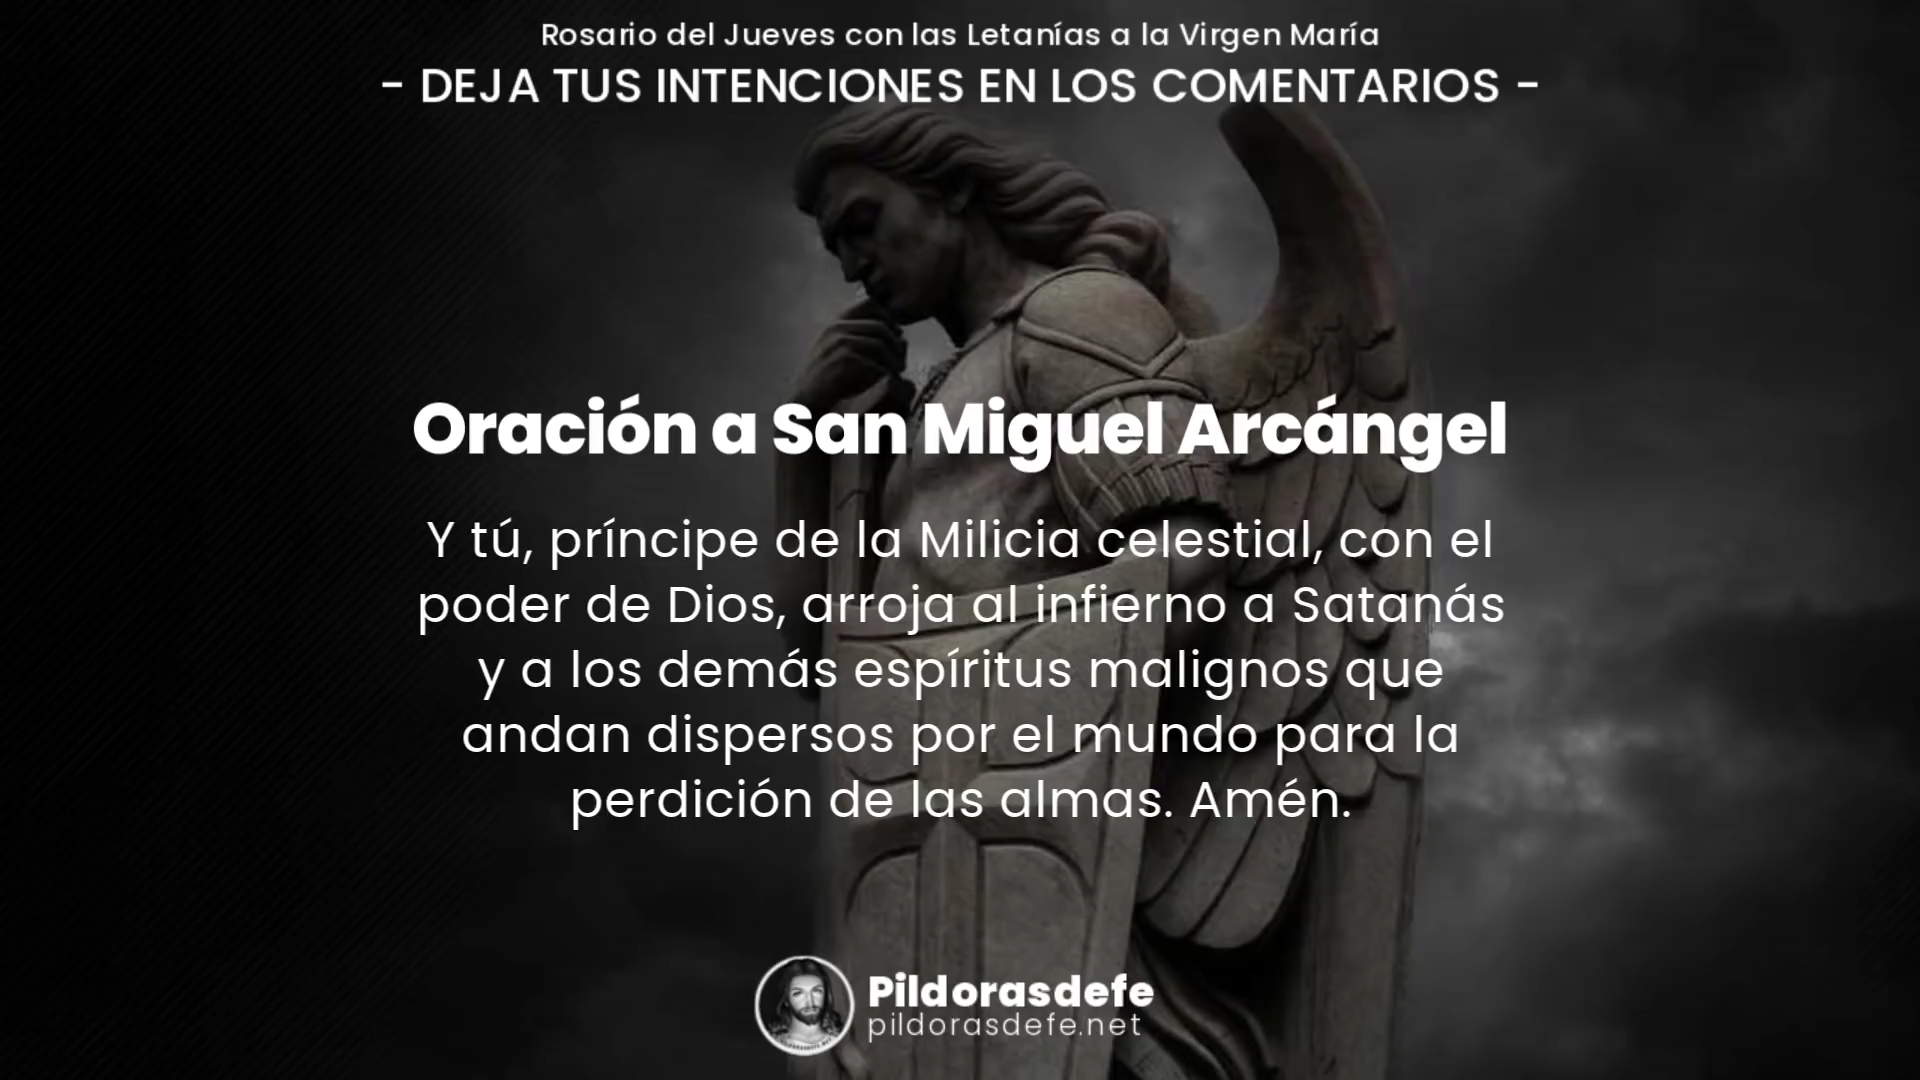 Rosario del Jueves con las Letanías a la Virgen María
- DEJA TUS INTENCIONES EN LOS COMENTARIOS -
Oración a San Miguel Arcángel
Y tú, príncipe de la Milicia celestial, con el
poder de Dios, arroja al infierno a Satanás
y a los demás espíritus malignos que
andan dispersos por el mundo para la
perdición de las almas. Amén.
Pildorasdefe
pildorasdefe.net